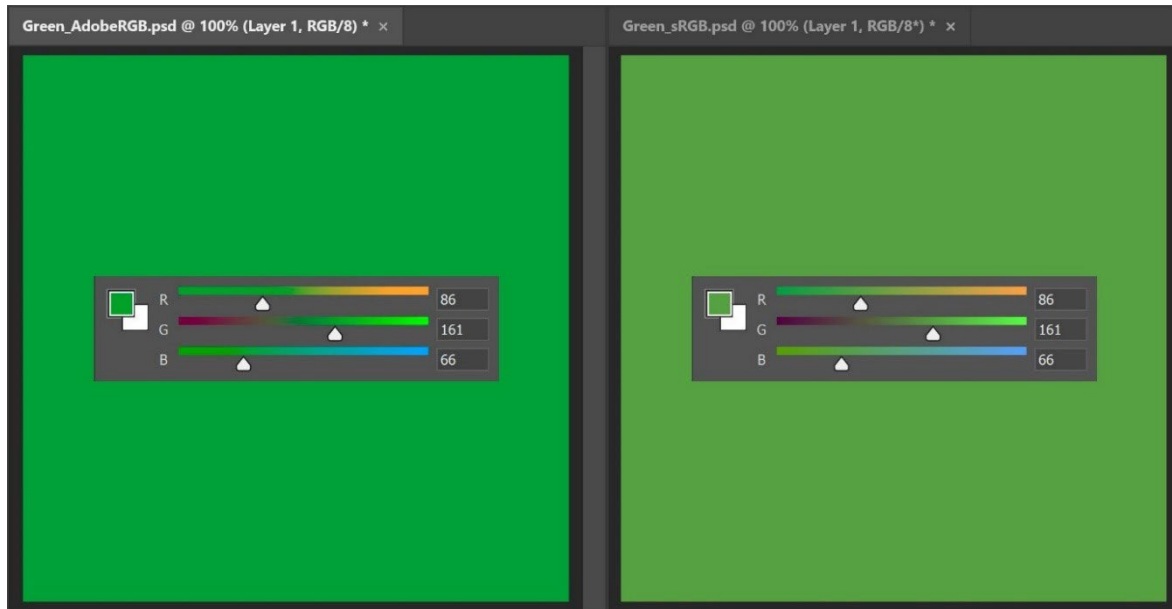 Green_AdobeRGB.psd @ 100% (Layer 1, RGB/8) * ×
Green_sRGB.psd @ 100% (Layer 1, RGB/8*) * ×
R 86
G 161
B 66
R 86
G 161
B 66